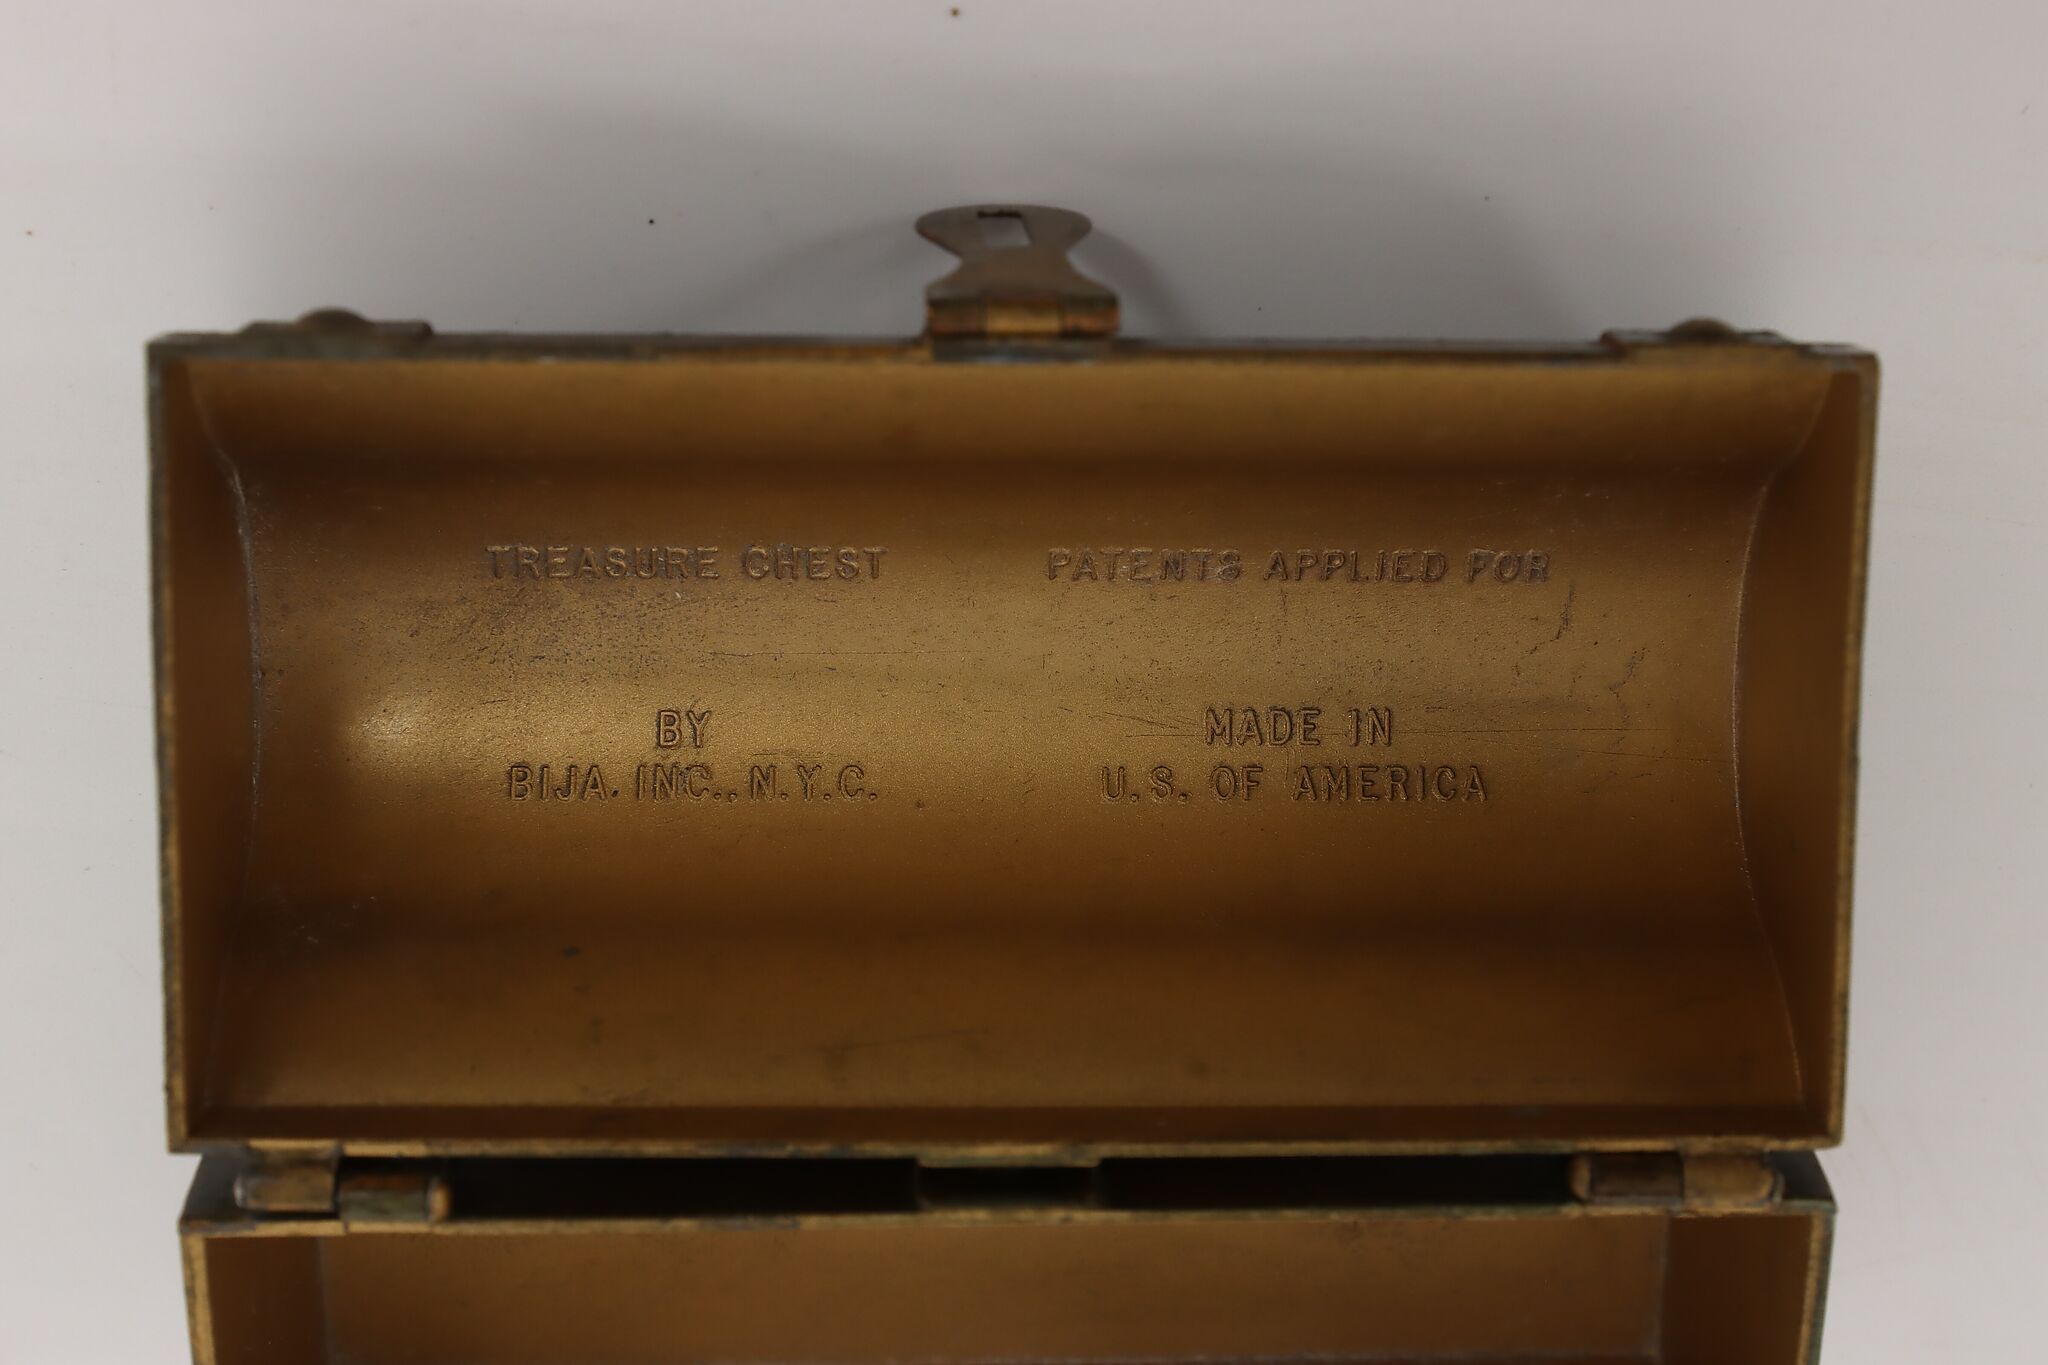 TREASURE CHEST
BY
BIJA. INC., N.Y.C.
PATENTS APPLIED FOR
MADE IN
U.S. OF AMERICA